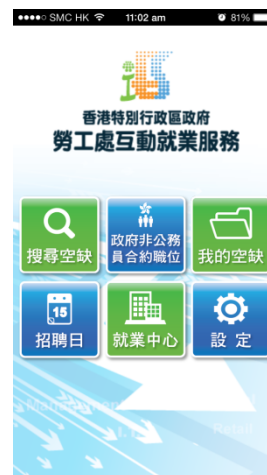 SMC HK 11:02 am 81%
香港特別行政區政府
勞工處互動就業服務
搜尋空缺
政府非公務
員合約職位
我的空缺
15
招聘日
就業中心
設 定
Retail